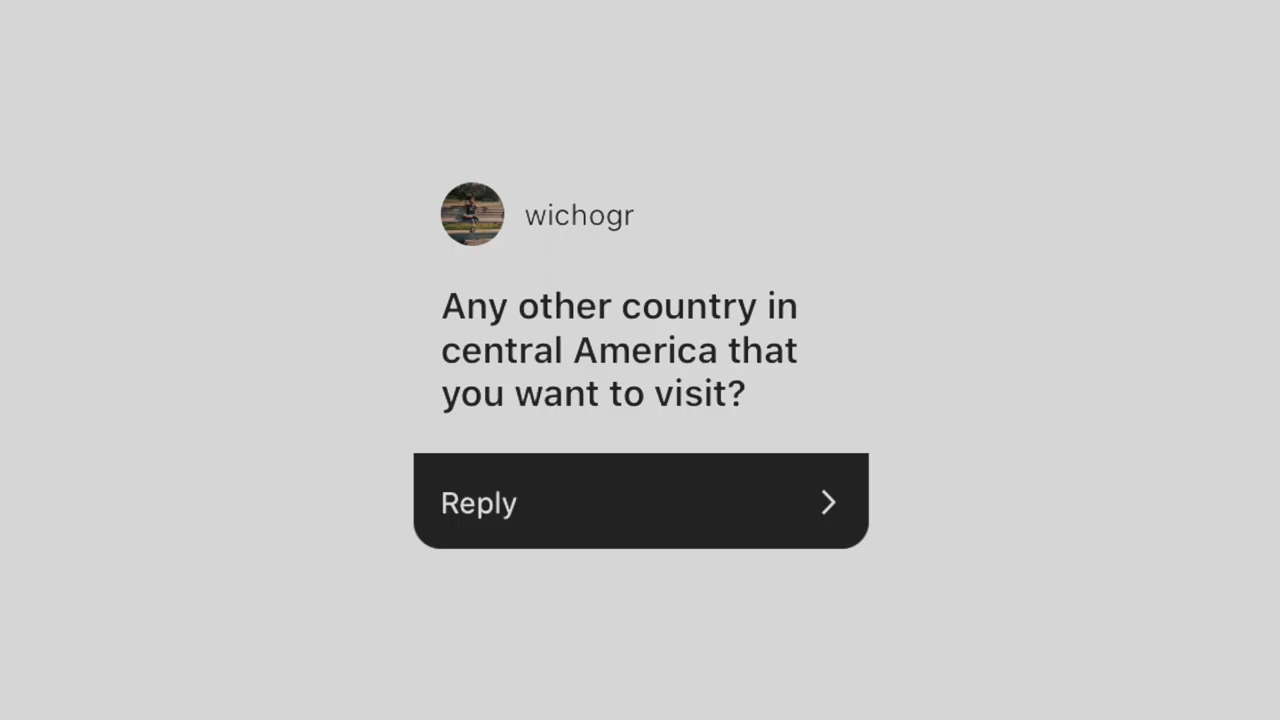 wichogr
Any other country in
central America that
you want to visit?
Reply